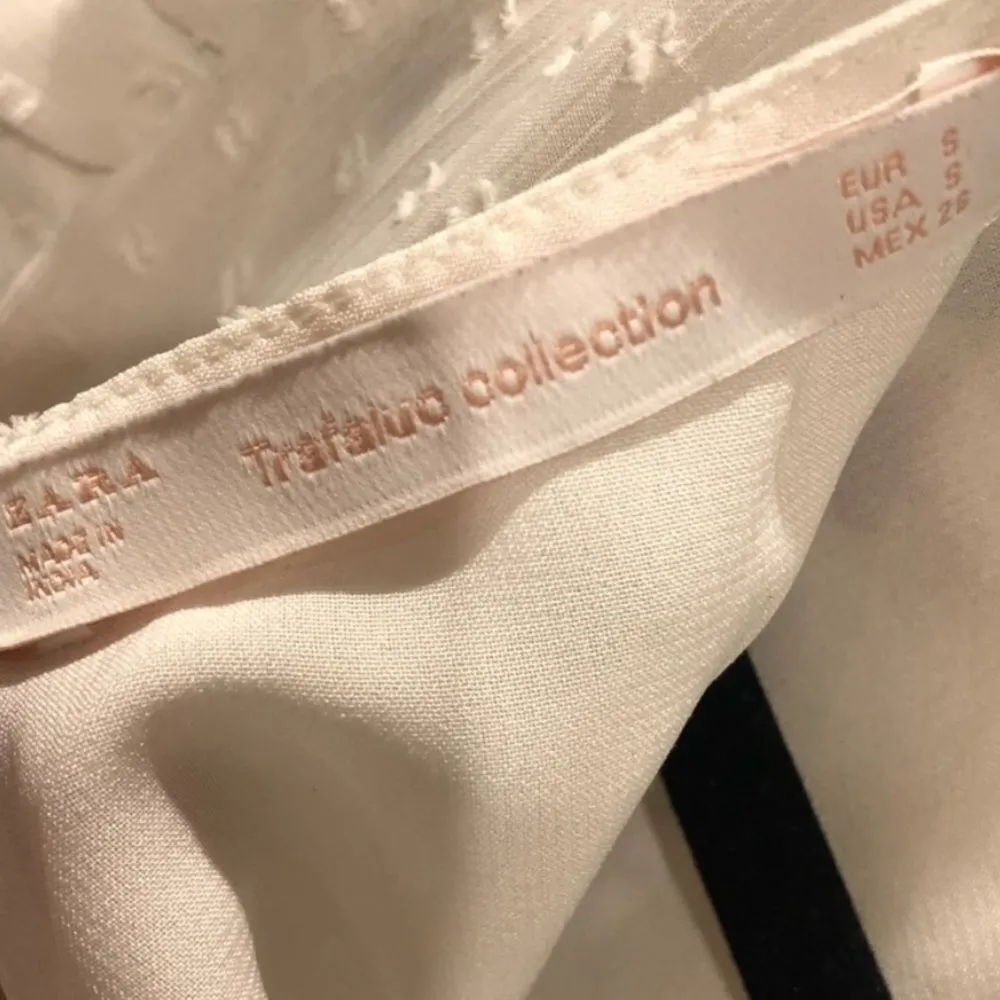 ZARA
MADE IN
INDIA
Trafaluc collection
EUR S
USA S
MEX 26